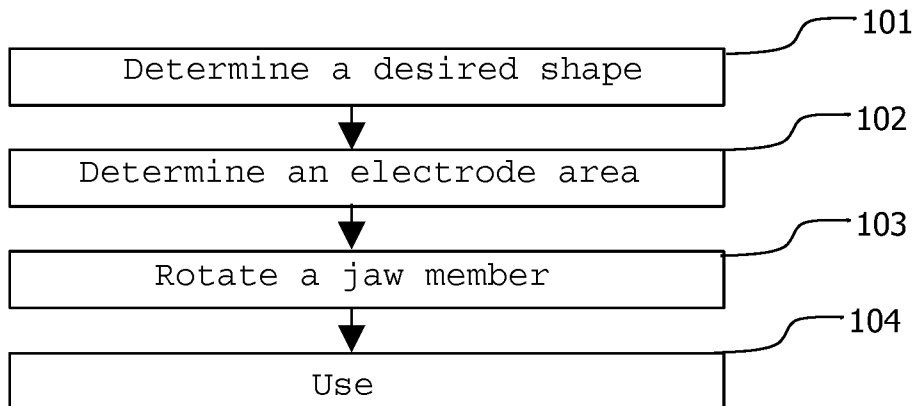 101
Determine a desired shape
102
Determine an electrode area
103
Rotate a jaw member
104
Use